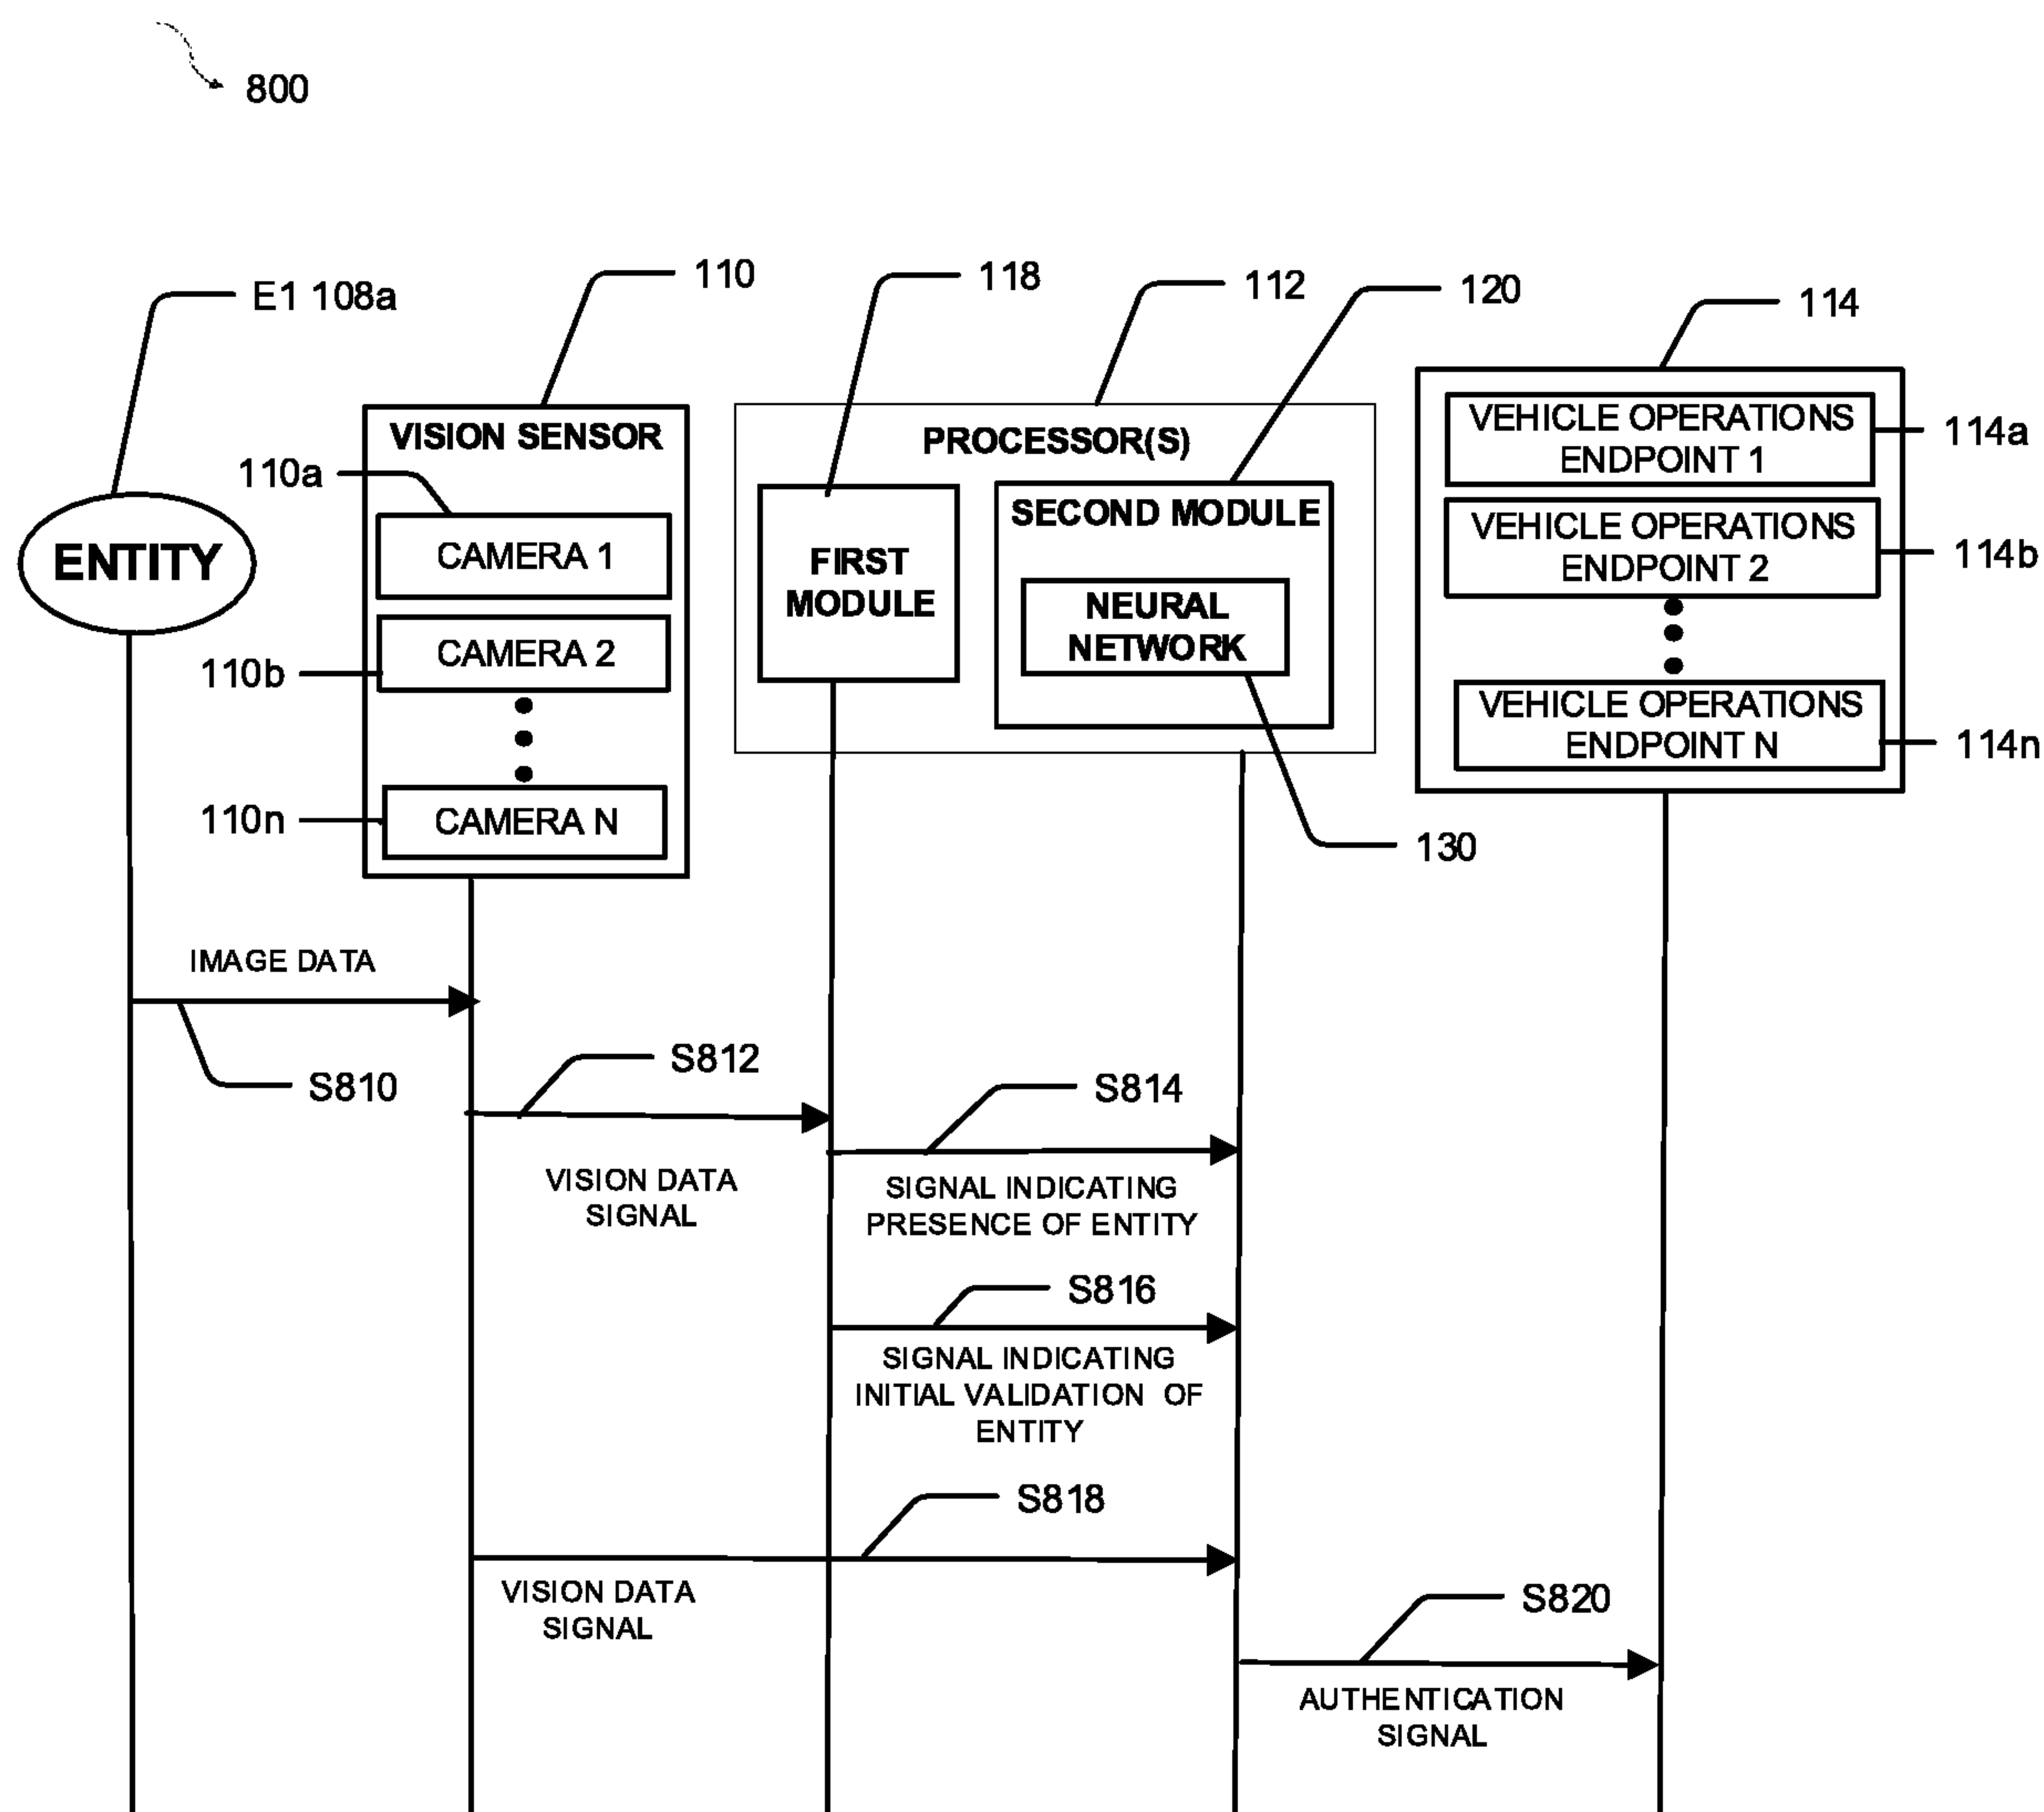 800
E1 108a
110
118
112
120
114
VISION SENSOR
110a
CAMERA 1
110b
CAMERA 2
110n
CAMERA N
ENTITY
PROCESSOR(S)
FIRST
MODULE
SECOND MODULE
NEURAL
NETWORK
130
VEHICLE OPERATIONS
ENDPOINT 1
114a
VEHICLE OPERATIONS
ENDPOINT 2
114b
VEHICLE OPERATIONS
ENDPOINT N
114n
IMAGE DATA
S810
S812
VISION DATA
SIGNAL
S814
SIGNAL INDICATING
PRESENCE OF ENTITY
S816
SIGNAL INDICATING
INITIAL VALIDATION OF
ENTITY
S818
VISION DATA
SIGNAL
S820
AUTHENTICATION
SIGNAL